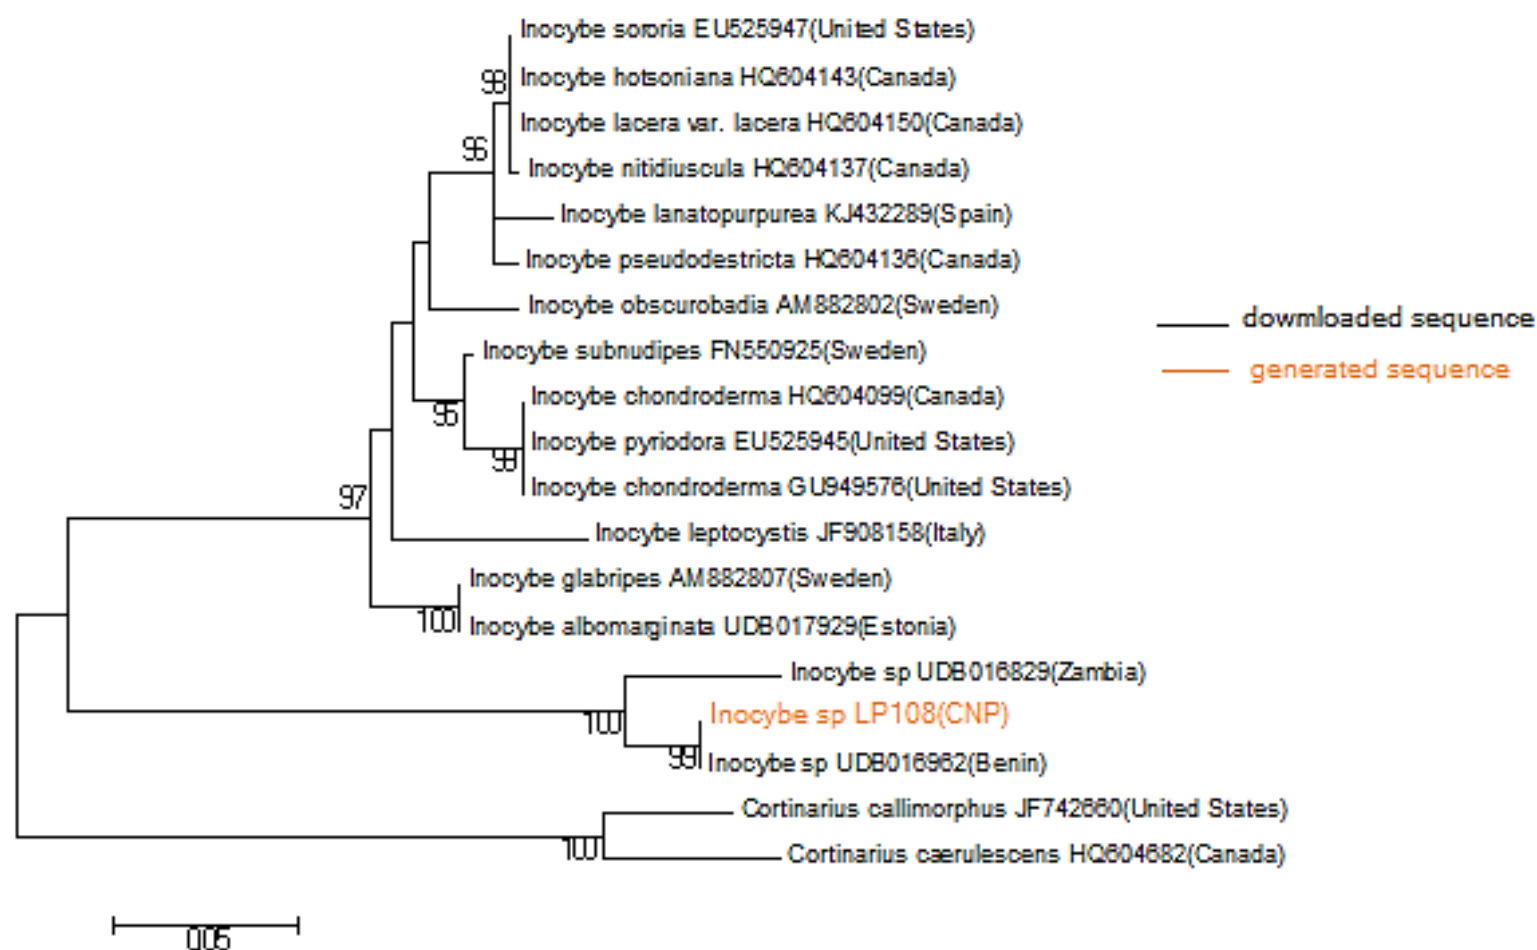 Inocybe sororia EU525947(United States)
98
Inocybe hotsoniana HQ604143(Canada)
Inocybe lacera var. lacera HQ604150(Canada)
96
Inocybe nitidiuscula HQ604137(Canada)
Inocybe lanatopurpurea KJ432289(Spain)
Inocybe pseudodestricta HQ604136(Canada)
Inocybe obscurobadia AM882802(Sweden)
dowmloaded sequence
Inocybe subnudipes FN550925(Sweden)
generated sequence
Inocybe chondroderma HQ604099(Canada)
95
Inocybe pyriodora EU525945(United States)
99
Inocybe chondroderma GU949576(United States)
97
Inocybe leptocystis JF908158(Italy)
Inocybe glabripes AM882807(Sweden)
100
Inocybe albomarginata UDB017929(Estonia)
Inocybe sp UDB016829(Zambia)
Inocybe sp LP108(CNP)
100
99
Inocybe sp UDB016962(Benin)
Cortinarius callimorphus JF742660(United States)
100
Cortinarius caerulescens HQ604682(Canada)
0.05